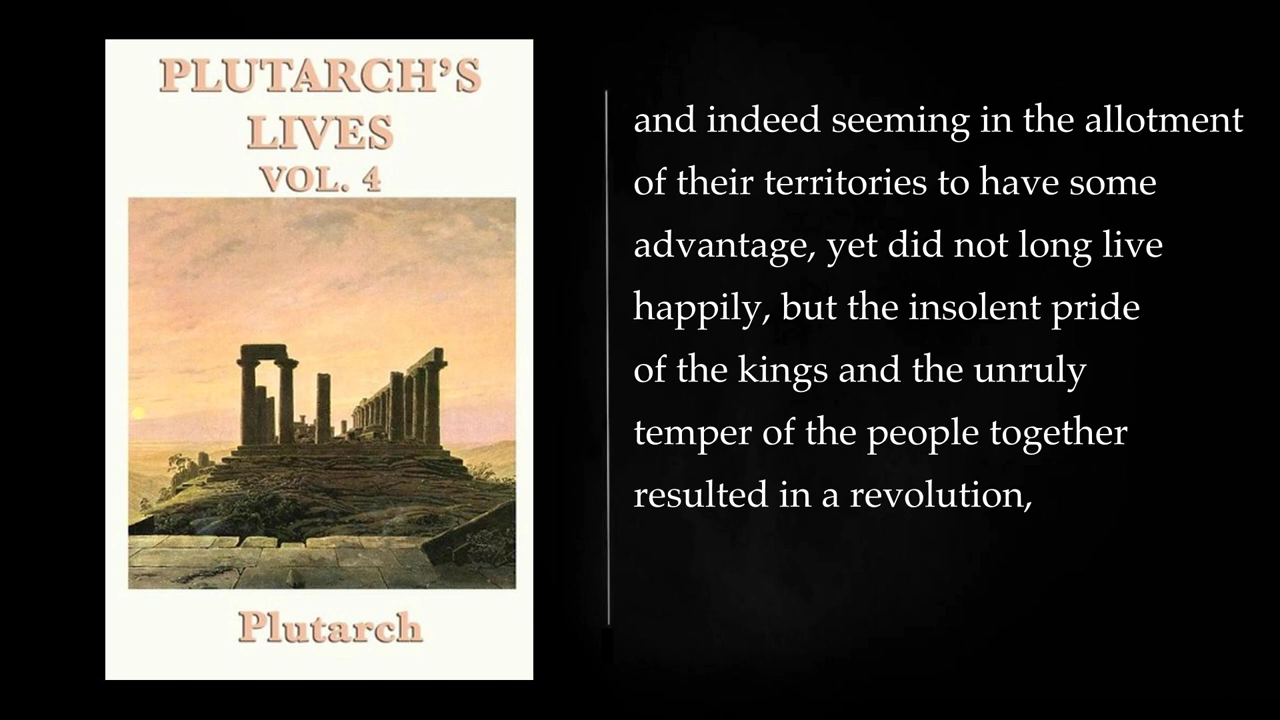 PLUTARCH'S
LIVES
VOL. 4
Plutarch
and indeed seeming in the allotment
of their territories to have some
advantage, yet did not long live
happily, but the insolent pride
of the kings and the unruly
temper of the people together
resulted in a revolution,